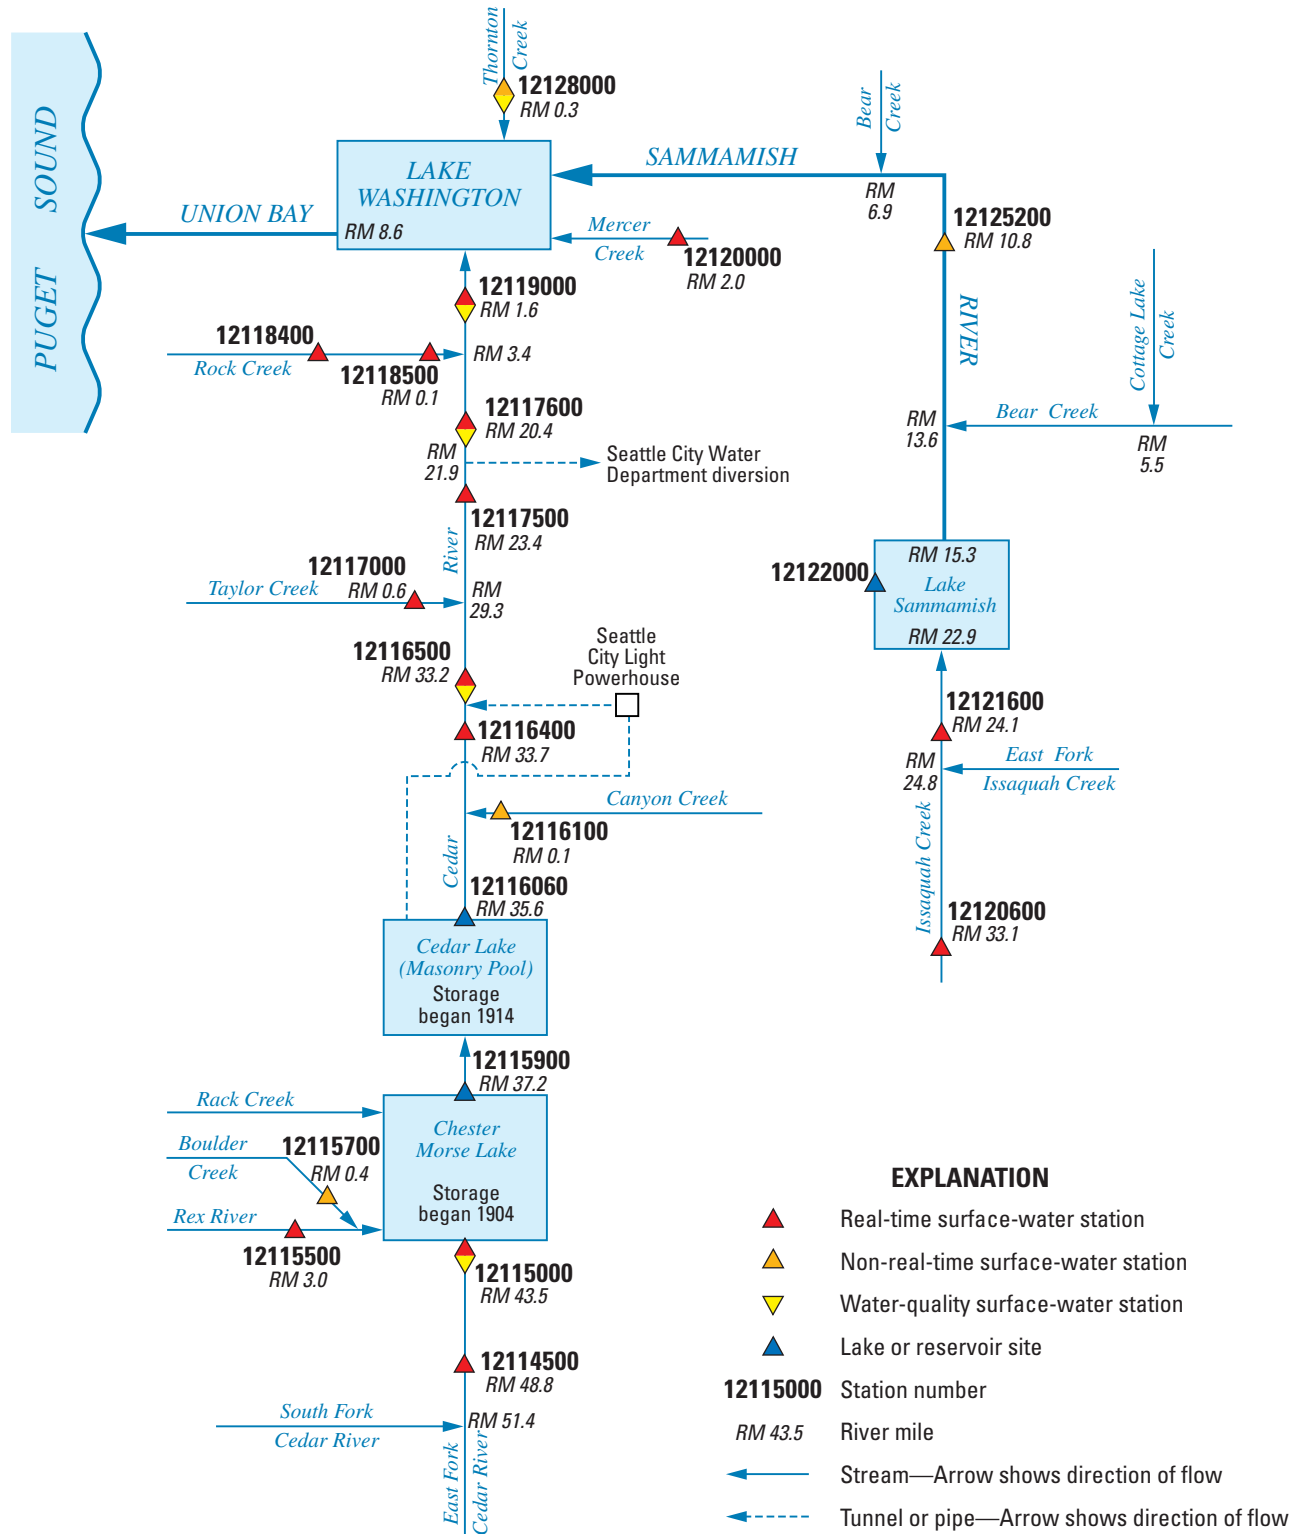 Thornton
Creek
12128000
RM 0.3
PUGET SOUND
LAKE
WASHINGTON
RM 8.6
UNION BAY
SAMMAMISH
Bear
Creek
RM
6.9
12125200
RM 10.8
RIVER
Mercer
Creek
12120000
RM 2.0
12119000
RM 1.6
12118400
Rock Creek
12118500
RM 0.1
RM 3.4
12117600
RM 20.4
RM
21.9
Seattle City Water
Department diversion
12117500
RM 23.4
River
12117000
RM 0.6
Taylor Creek
RM
29.3
12116500
RM 33.2
Seattle
City Light
Powerhouse
12116400
RM 33.7
Canyon Creek
12116100
RM 0.1
Cedar
12116060
RM 35.6
Cedar Lake
(Masonry Pool)
Storage
began 1914
12115900
RM 37.2
Rack Creek
Boulder
Creek
12115700
RM 0.4
Rex River
12115500
RM 3.0
Chester
Morse Lake
Storage
began 1904
12115000
RM 43.5
12114500
RM 48.8
South Fork
Cedar River
RM 51.4
East Fork
Cedar River
Cottage Lake
Creek
RM
13.6
Bear Creek
RM
5.5
12122000
RM 15.3
Lake
Sammamish
RM 22.9
12121600
RM 24.1
RM
24.8
East Fork
Issaquah Creek
Issaquah Creek
12120600
RM 33.1
EXPLANATION
Real-time surface-water station
Non-real-time surface-water station
Water-quality surface-water station
Lake or reservoir site
12115000 Station number
RM 43.5 River mile
Stream—Arrow shows direction of flow
Tunnel or pipe—Arrow shows direction of flow